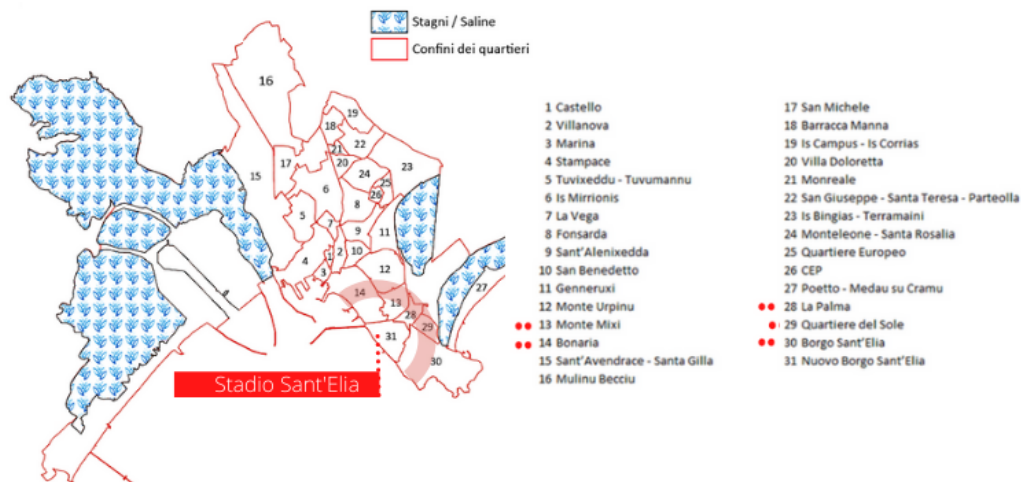 Stagni / Saline
Confini dei quartieri
16
19
18
22
21
20
17
15
23
24
25
26
6
8
5
7
9
11
1
2
10
4
3
12
14
13
28
29
27
31
30
Stadio Sant'Elia
1 Castello
2 Villanova
3 Marina
4 Stampace
5 Tuvixeddu - Tuvumannu
6 Is Mirrionis
7 La Vega
8 Fonsarda
9 Sant'Alenixedda
10 San Benedetto
11 Genneruxi
12 Monte Urpinu
13 Monte Mixi
14 Bonaria
15 Sant'Avendrace - Santa Gilla
16 Mulinu Becciu
17 San Michele
18 Barracca Manna
19 Is Campus - Is Corrias
20 Villa Doloretta
21 Monreale
22 San Giuseppe - Santa Teresa - Parteolla
23 Is Bingias - Terramaini
24 Monteleone - Santa Rosalia
25 Quartiere Europeo
26 CEP
27 Poetto - Medau su Cramu
28 La Palma
29 Quartiere del Sole
30 Borgo Sant'Elia
31 Nuovo Borgo Sant'Elia